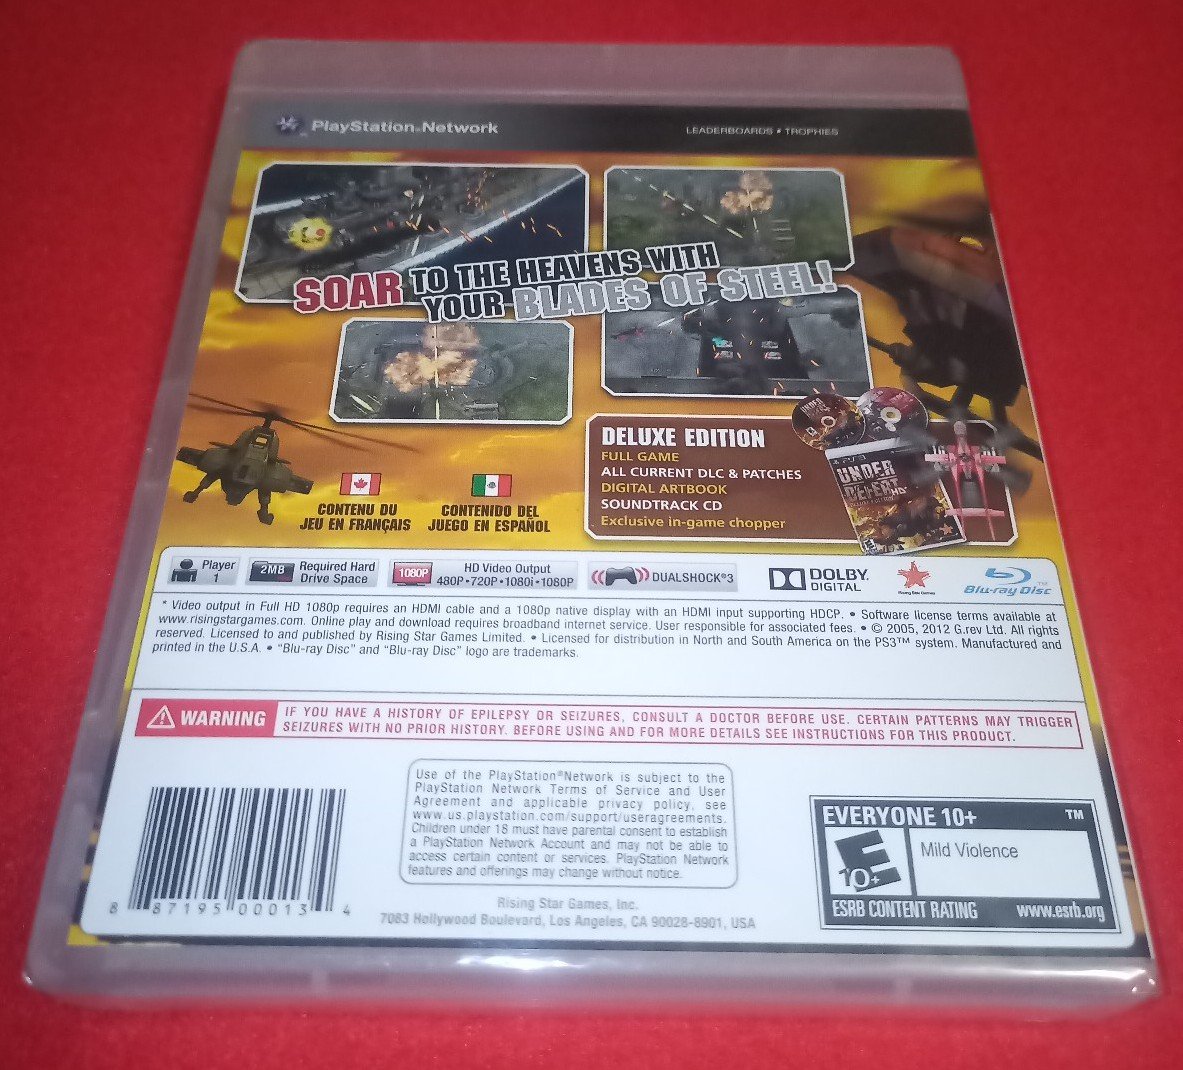 PlayStation®Network
LEADERBOARDS • TROPHIES
SOAR TO THE HEAVENS WITH
YOUR BLADES OF STEEL!
DELUXE EDITION
FULL GAME
ALL CURRENT DLC & PATCHES
DIGITAL ARTBOOK
SOUNDTRACK CD
Exclusive in-game chopper
UNDER
DEFEAT HD
CONTENU DU
JEU EN FRANÇAIS
CONTENIDO DEL
JUEGO EN ESPAÑOL
Player
1
2MB
Required Hard
Drive Space
1080P
HD Video Output
480P•720P•1080i•1080P
DUALSHOCK®3
DOLBY
DIGITAL
Rising Star Games
Blu-ray Disc™
* Video output in Full HD 1080p requires an HDMI cable and a 1080p native display with an HDMI input supporting HDCP. • Software license terms available at
www.risingstargames.com. Online play and download requires broadband internet service. User responsible for associated fees. • © 2005, 2012 G.rev Ltd. All rights
reserved. Licensed to and published by Rising Star Games Limited. • Licensed for distribution in North and South America on the PS3™ system. Manufactured and
printed in the U.S.A. • "Blu-ray Disc" and "Blu-ray Disc" logo are trademarks.
WARNING
IF YOU HAVE A HISTORY OF EPILEPSY OR SEIZURES, CONSULT A DOCTOR BEFORE USE. CERTAIN PATTERNS MAY TRIGGER
SEIZURES WITH NO PRIOR HISTORY. BEFORE USING AND FOR MORE DETAILS SEE INSTRUCTIONS FOR THIS PRODUCT.
Use of the PlayStation®Network is subject to the
PlayStation Network Terms of Service and User
Agreement and applicable privacy policy, see
www.us.playstation.com/support/useragreements.
Children under 18 must have parental consent to establish
a PlayStation Network Account and may not be able to
access certain content or services. PlayStation Network
features and offerings may change without notice.
Rising Star Games, Inc.
7083 Hollywood Boulevard, Los Angeles, CA 90028-8901, USA
8 87195 00013 4
EVERYONE 10+
TM
E
10+
Mild Violence
ESRB CONTENT RATING
www.esrb.org